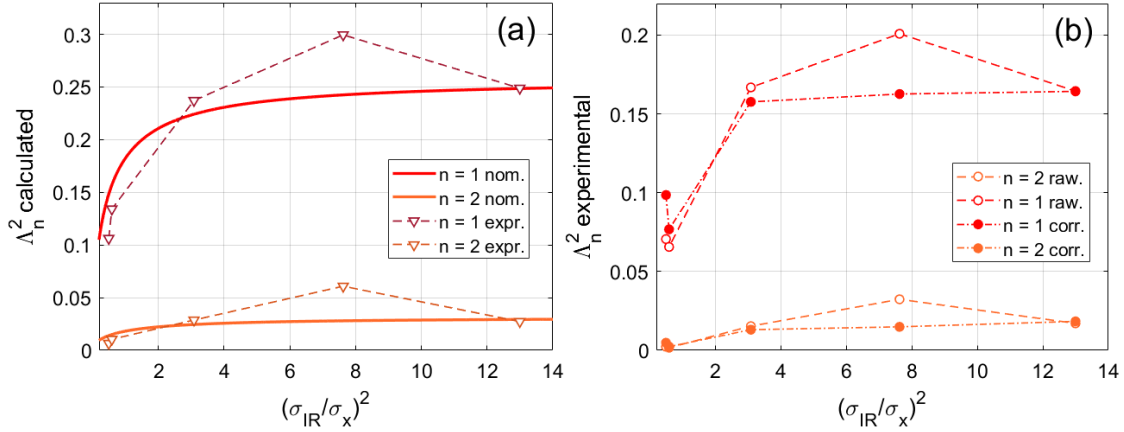 (a)
0.3
0.25
0.2
0.15
0.1
0.05
0
Λn² calculated
n = 1 nom.
n = 2 nom.
n = 1 expr.
n = 2 expr.
2 4 6 8 10 12 14
(σIR/σx)²
(b)
0.2
0.15
0.1
0.05
0
Λn² experimental
n = 2 raw.
n = 1 raw.
n = 1 corr.
n = 2 corr.
2 4 6 8 10 12 14
(σIR/σx)²